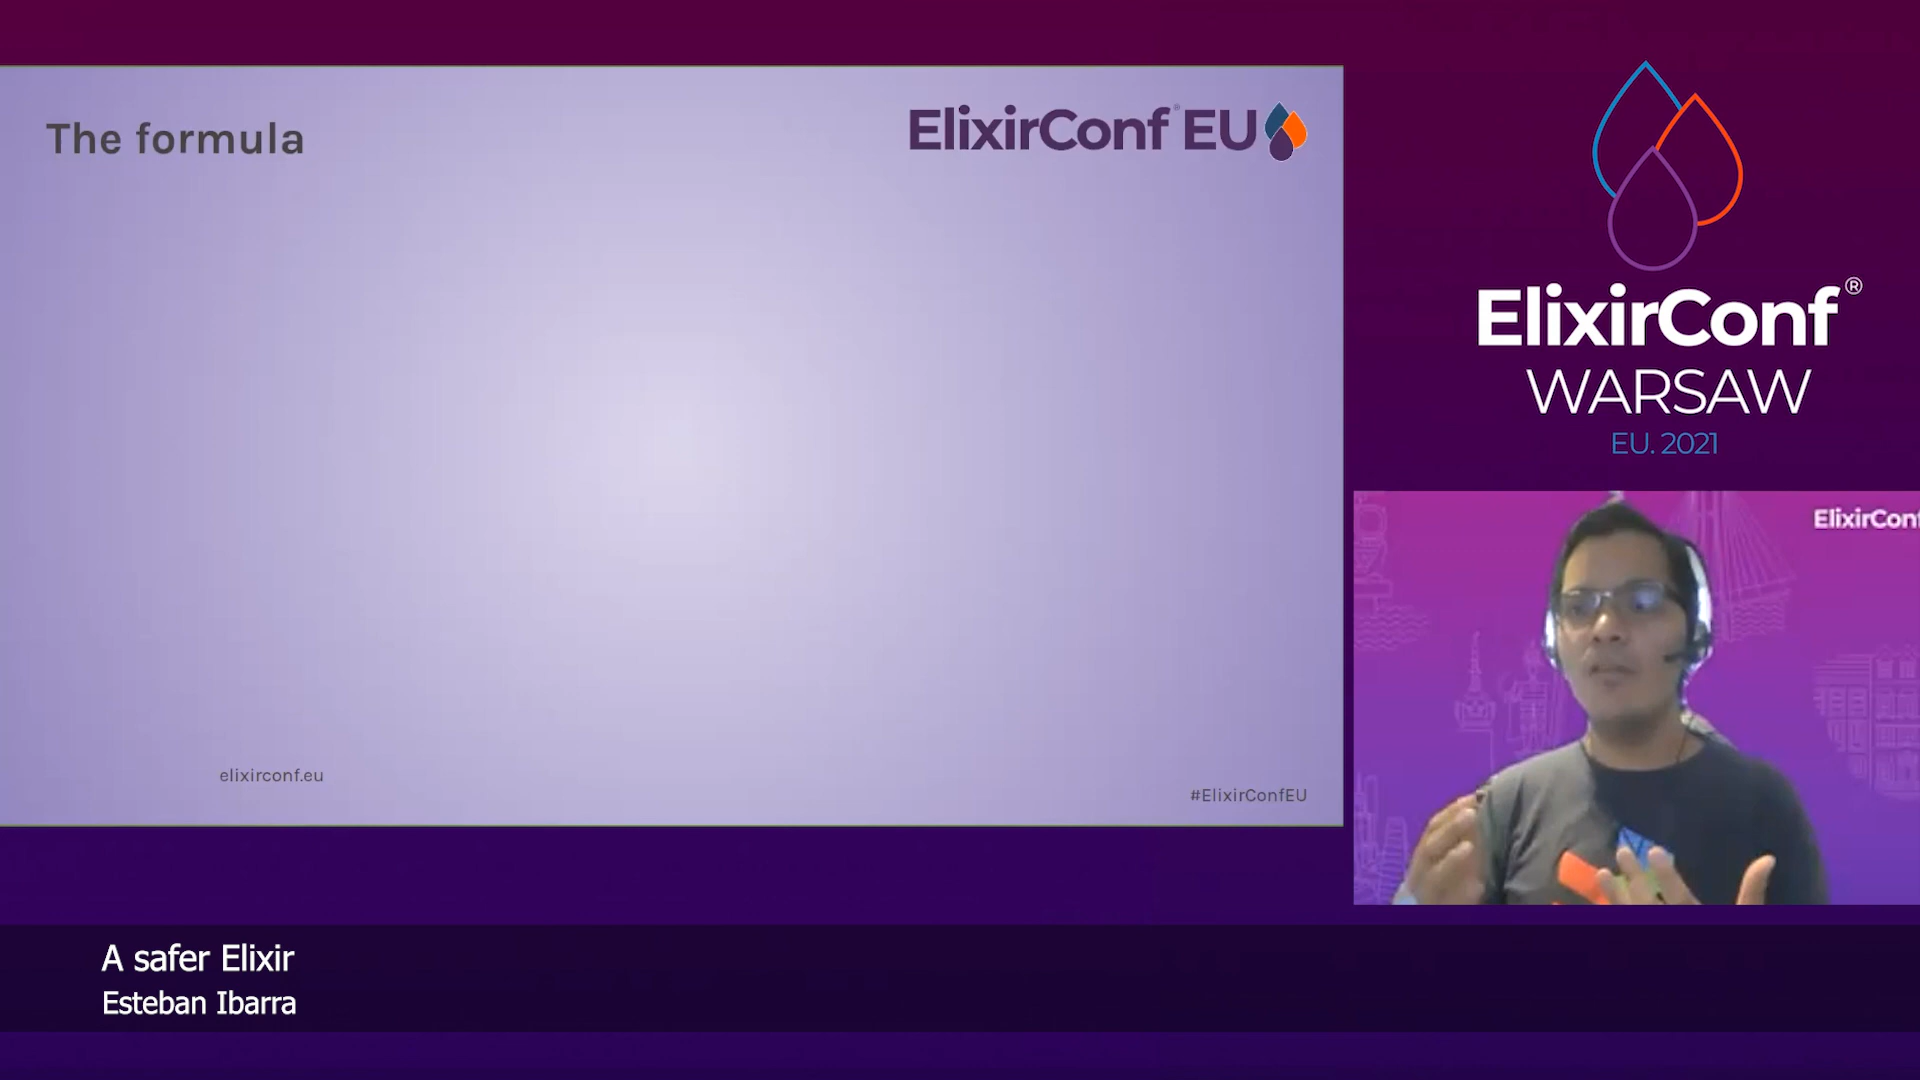 The formula
ElixirConf® EU
elixirconf.eu
#ElixirConfEU
ElixirConf®
WARSAW
EU. 2021
ElixirConf
A safer Elixir
Esteban Ibarra